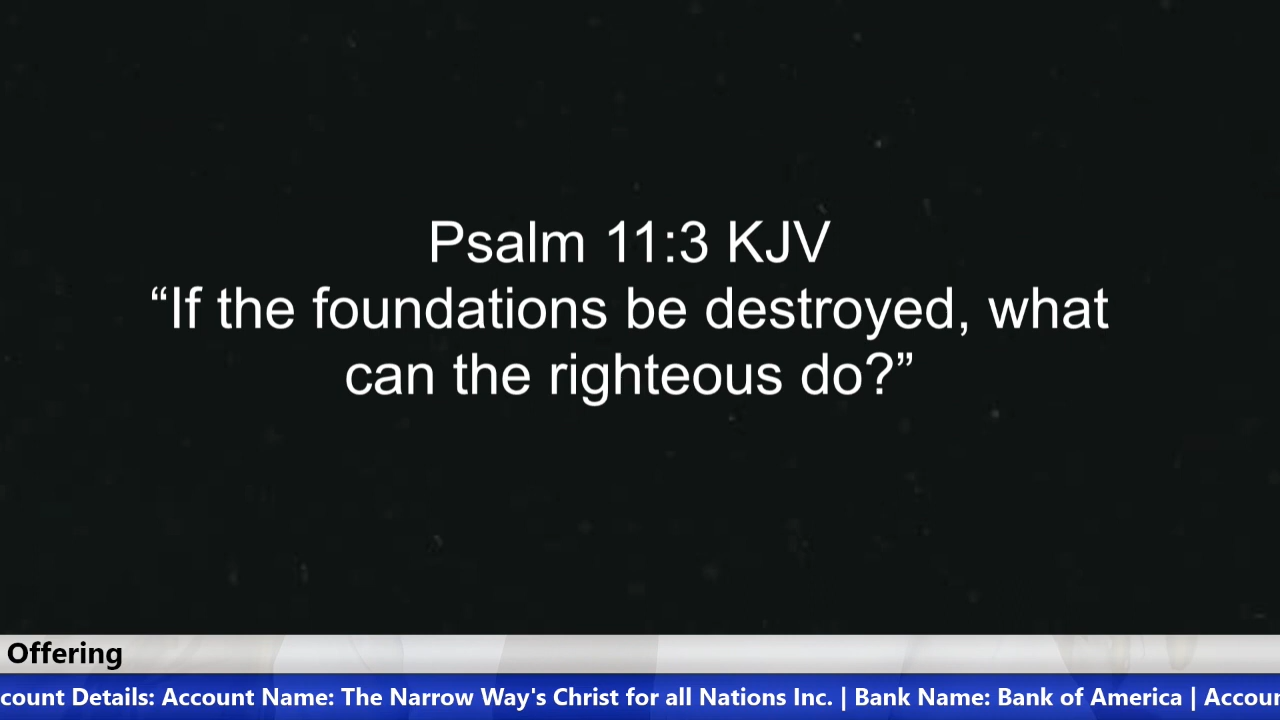 Psalm 11:3 KJV
“If the foundations be destroyed, what
can the righteous do?”
Offering
count Details: Account Name: The Narrow Way's Christ for all Nations Inc. | Bank Name: Bank of America | Accour